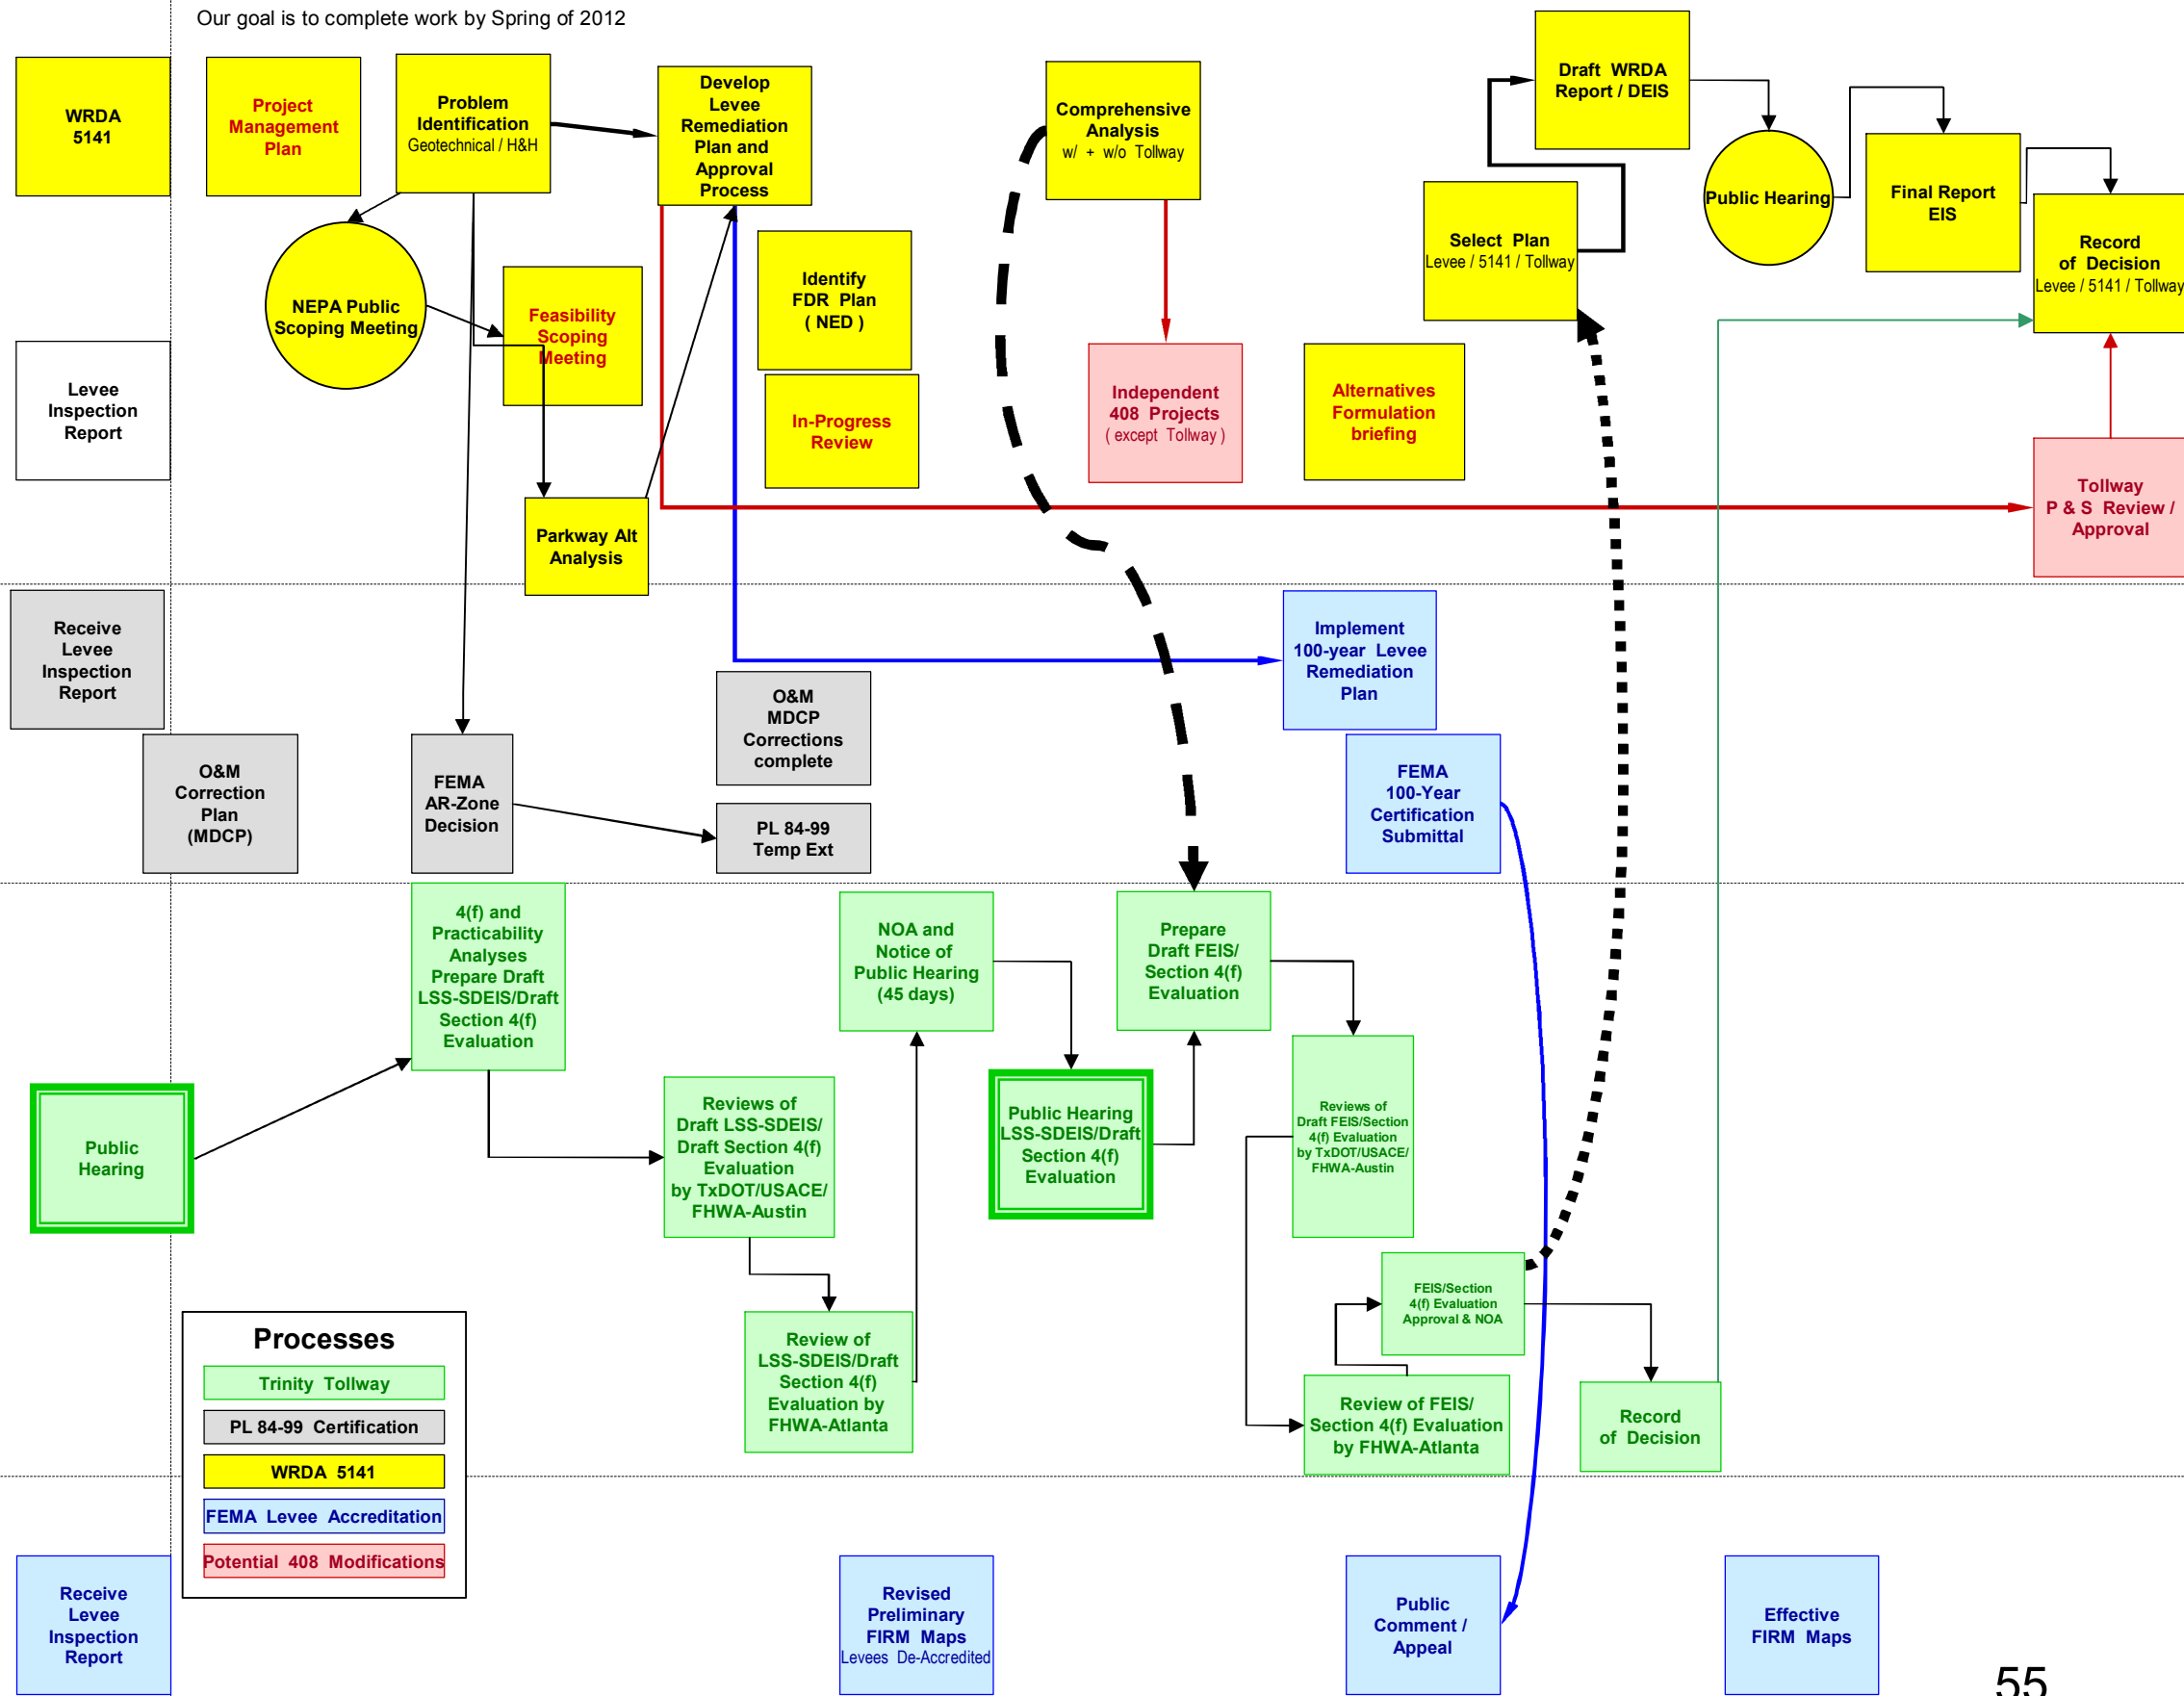 Our goal is to complete work by Spring of 2012
WRDA
5141
Project
Management
Plan
Problem
Identification
Geotechnical / H&H
Develop
Levee
Remediation
Plan and
Approval
Process
Comprehensive
Analysis
w/ + w/o Tollway
Draft WRDA
Report / DEIS
Public Hearing
Final Report
EIS
Record
of Decision
Levee / 5141 / Tollway
Select Plan
Levee / 5141 / Tollway
NEPA Public
Scoping Meeting
Feasibility
Scoping
Meeting
Identify
FDR Plan
( NED )
In-Progress
Review
Levee
Inspection
Report
Independent
408 Projects
( except Tollway )
Alternatives
Formulation
briefing
Tollway
P & S Review /
Approval
Parkway Alt
Analysis
Receive
Levee
Inspection
Report
Implement
100-year Levee
Remediation
Plan
O&M
Correction
Plan
(MDCP)
FEMA
AR-Zone
Decision
O&M
MDCP
Corrections
complete
PL 84-99
Temp Ext
FEMA
100-Year
Certification
Submittal
4(f) and
Practicability
Analyses
Prepare Draft
LSS-SDEIS/Draft
Section 4(f)
Evaluation
NOA and
Notice of
Public Hearing
(45 days)
Prepare
Draft FEIS/
Section 4(f)
Evaluation
Public
Hearing
Reviews of
Draft LSS-SDEIS/
Draft Section 4(f)
Evaluation
by TxDOT/USACE/
FHWA-Austin
Public Hearing
LSS-SDEIS/Draft
Section 4(f)
Evaluation
Reviews of
Draft FEIS/Section
4(f) Evaluation
by TxDOT/USACE/
FHWA-Austin
FEIS/Section
4(f) Evaluation
Approval & NOA
Review of
LSS-SDEIS/Draft
Section 4(f)
Evaluation by
FHWA-Atlanta
Review of FEIS/
Section 4(f) Evaluation
by FHWA-Atlanta
Record
of Decision
Processes
Trinity Tollway
PL 84-99 Certification
WRDA 5141
FEMA Levee Accreditation
Potential 408 Modifications
Receive
Levee
Inspection
Report
Revised
Preliminary
FIRM Maps
Levees De-Accredited
Public
Comment /
Appeal
Effective
FIRM Maps
55